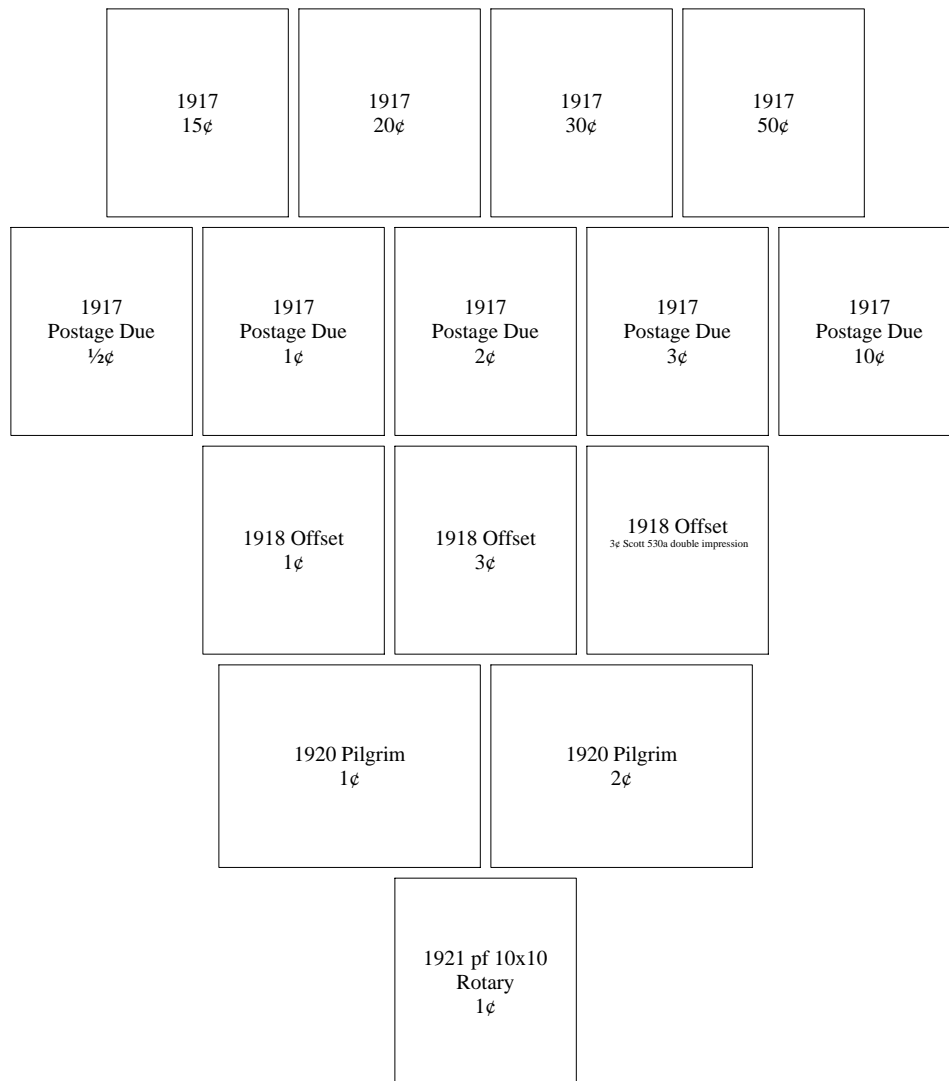 1917
15¢
1917
20¢
1917
30¢
1917
50¢
1917
Postage Due
½¢
1917
Postage Due
1¢
1917
Postage Due
2¢
1917
Postage Due
3¢
1917
Postage Due
10¢
1918 Offset
1¢
1918 Offset
3¢
1918 Offset
3¢ Scott 530a double impression
1920 Pilgrim
1¢
1920 Pilgrim
2¢
1921 pf 10x10
Rotary
1¢